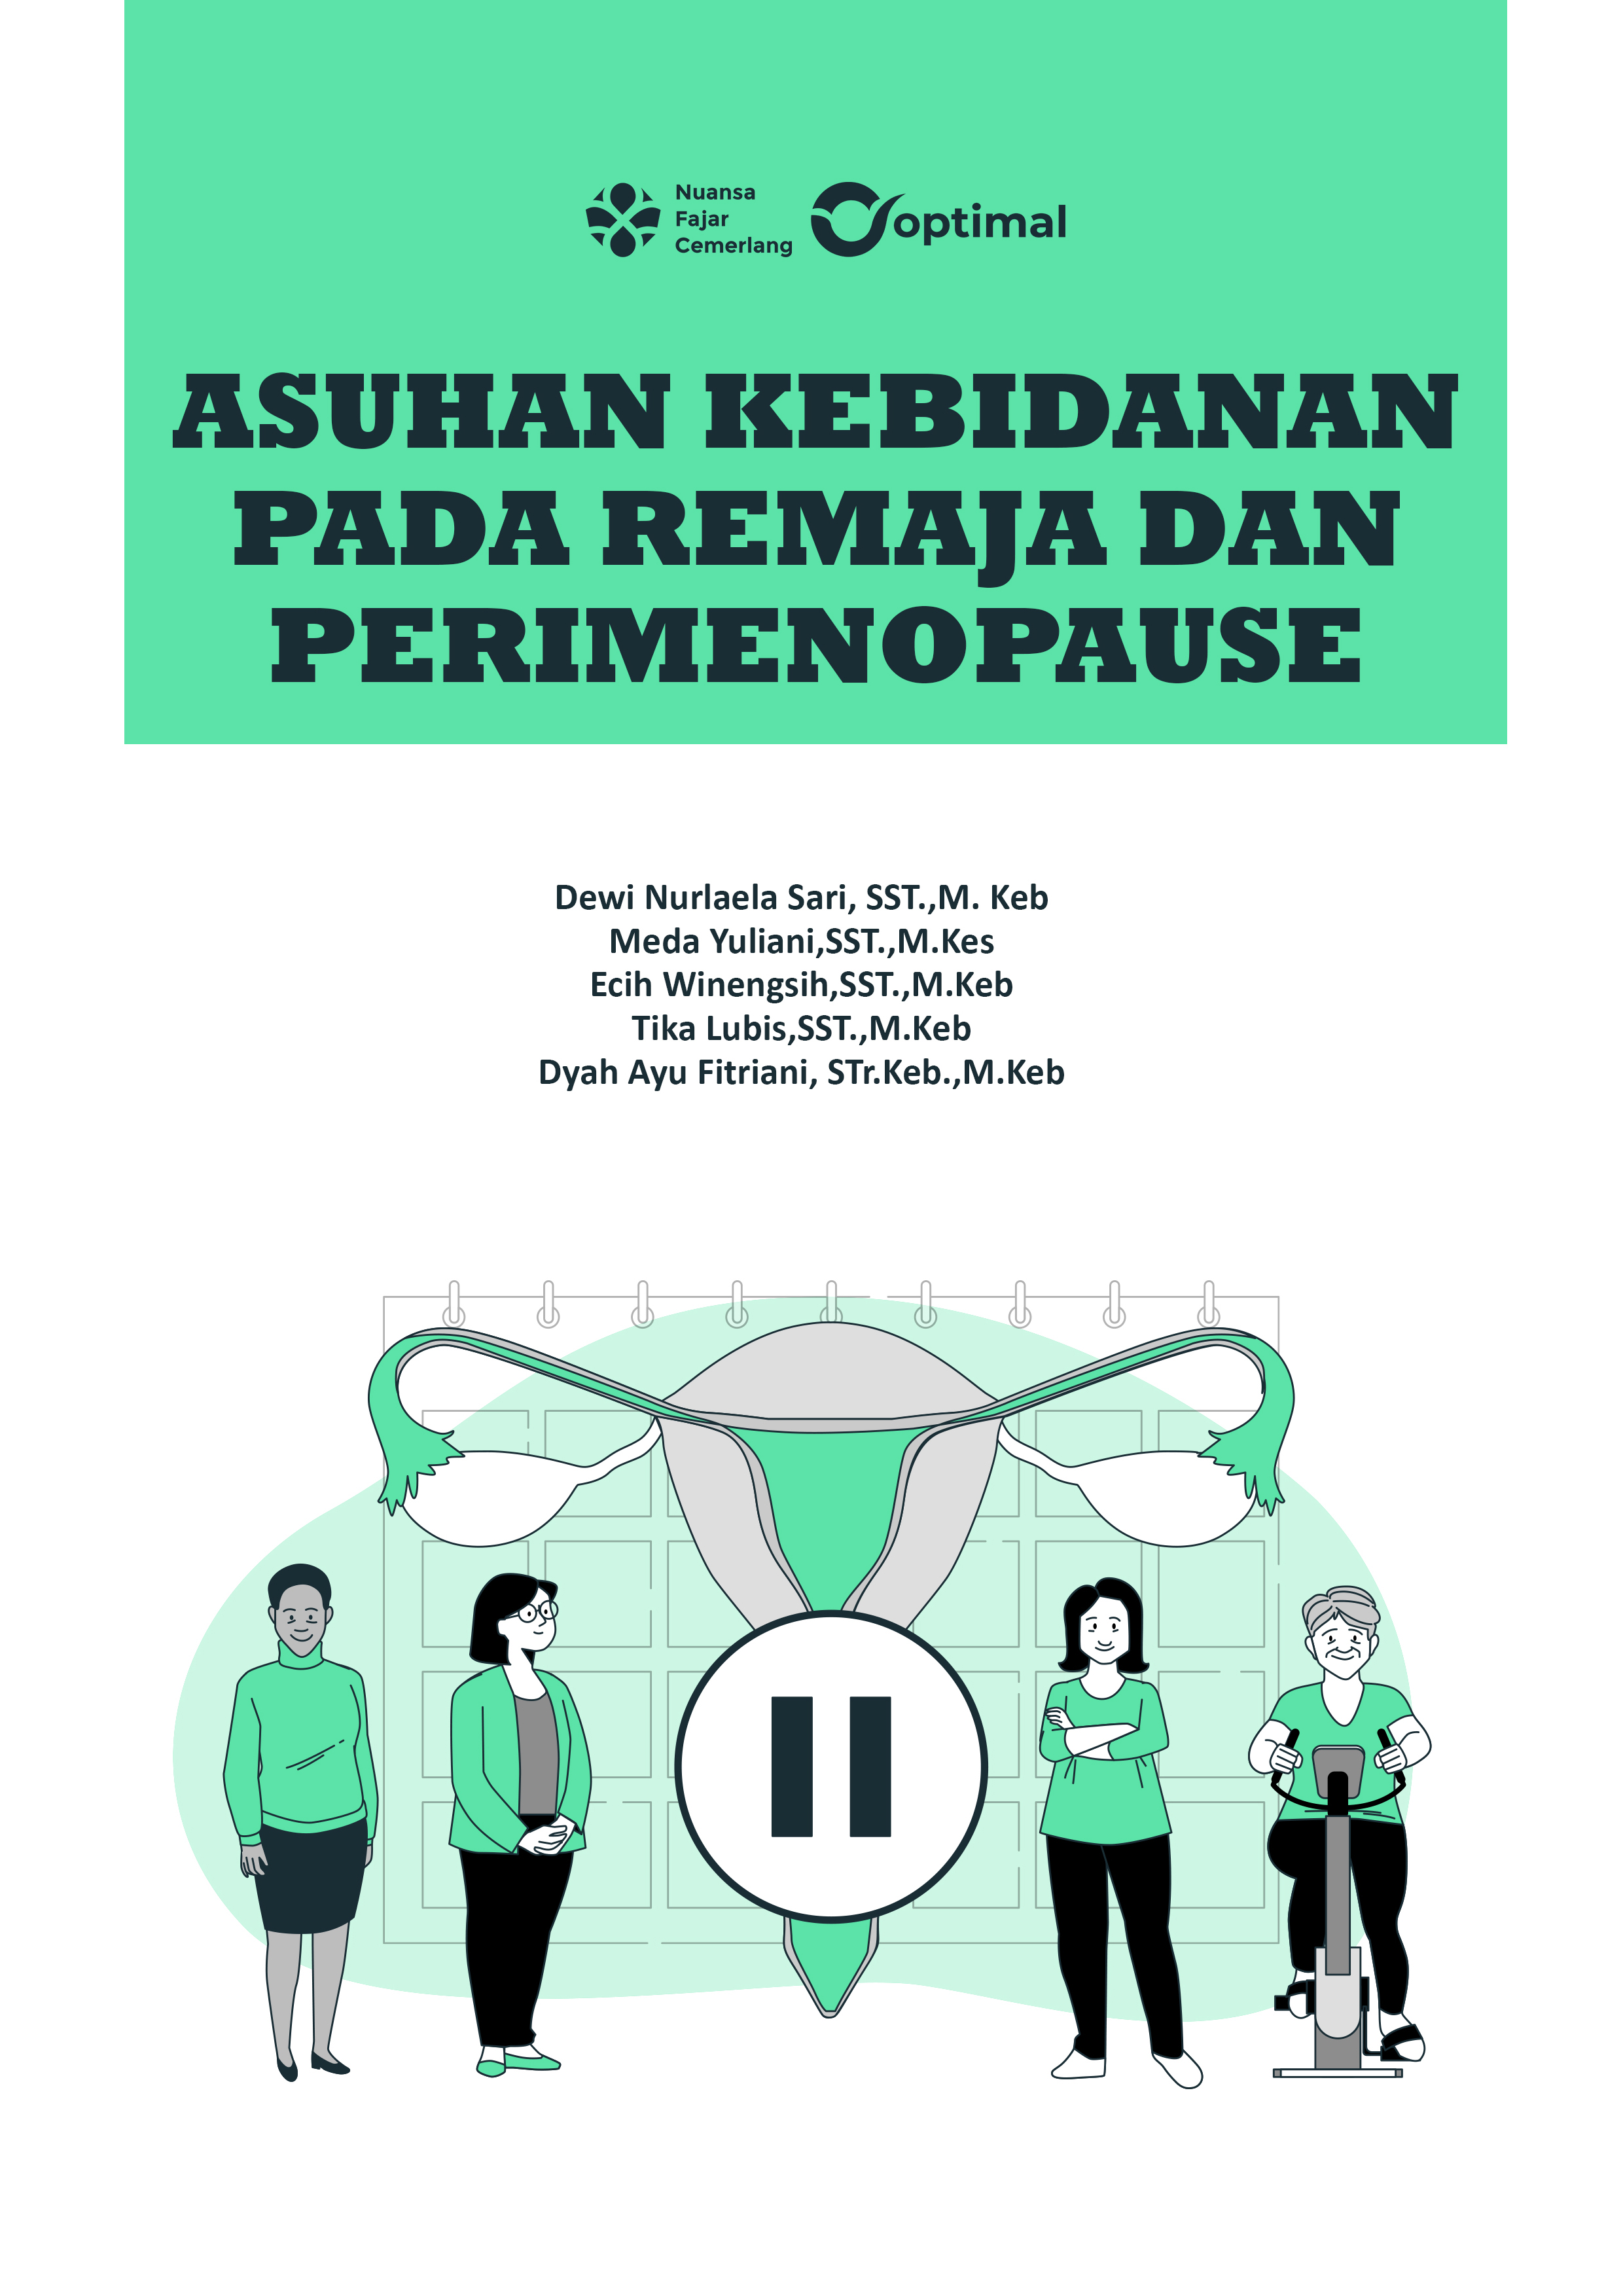 Nuansa
Fajar
Cemerlang
optimal
ASUHAN KEBIDANAN
PADA REMAJA DAN
PERIMENOPAUSE
Dewi Nurlaela Sari, SST.,M. Keb
Meda Yuliani,SST.,M.Kes
Ecih Winengsih,SST.,M.Keb
Tika Lubis,SST.,M.Keb
Dyah Ayu Fitriani, STr.Keb.,M.Keb